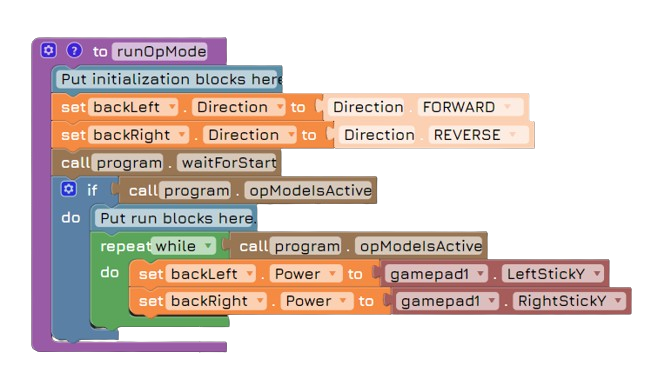 ? to runOpMode
Put initialization blocks here
set backLeft . Direction to Direction . FORWARD
set backRight . Direction to Direction . REVERSE
call program . waitForStart
if call program . opModeIsActive
do Put run blocks here.
repeat while call program . opModeIsActive
do set backLeft . Power to gamepad1 . LeftStickY
set backRight . Power to gamepad1 . RightStickY